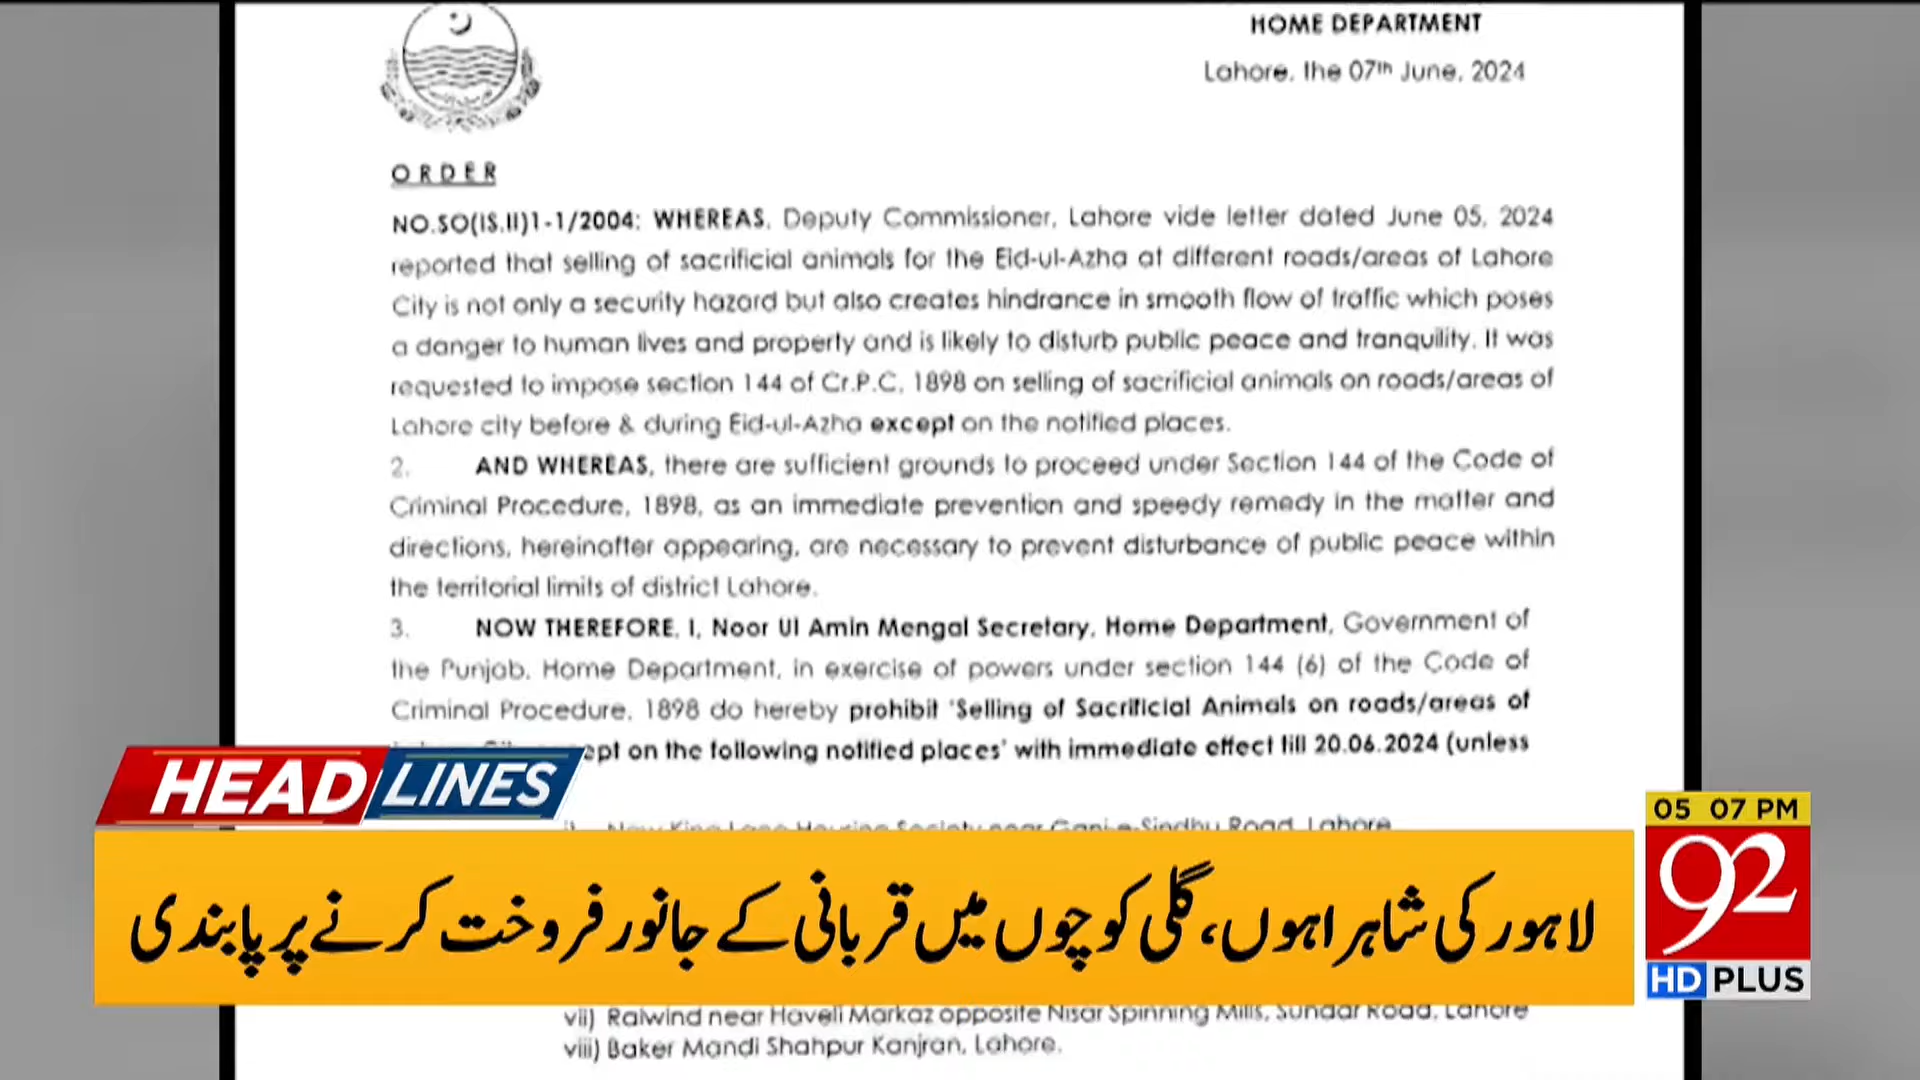 HOME DEPARTMENT
Lahore, the 07th June, 2024
ORDER
NO.SO(IS.II)1-1/2004: WHEREAS, Deputy Commissioner, Lahore vide letter dated June 05, 2024
reported that selling of sacrificial animals for the Eid-ul-Azha at different roads/areas of Lahore
City is not only a security hazard but also creates hindrance in smooth flow of traffic which poses
a danger to human lives and property and is likely to disturb public peace and tranquility. It was
requested to impose section 144 of Cr.P.C, 1898 on selling of sacrificial animals on roads/areas of
Lahore city before & during Eid-ul-Azha except on the notified places.
2. AND WHEREAS, there are sufficient grounds to proceed under Section 144 of the Code of
Criminal Procedure, 1898, as an immediate prevention and speedy remedy in the matter and
directions, hereinafter appearing, are necessary to prevent disturbance of public peace within
the territorial limits of district Lahore.
3. NOW THEREFORE, I, Noor Ul Amin Mengal Secretary, Home Department, Government of
the Punjab, Home Department, in exercise of powers under section 144 (6) of the Code of
Criminal Procedure, 1898 do hereby prohibit 'Selling of Sacrificial Animals on roads/areas of
on the following notified places' with immediate effect till 20.06.2024 (unless
HEADLINES
Housing Society near Gani-e-Sindhu Road, Lahore
05 07 PM
92
HD PLUS
لاہور کی شاہراہوں، گلی کوچوں میں قربانی کے جانور فروخت کرنے پر پابندی
vii) Raiwind near Haveli Markaz opposite Nisar Spinning Mills, Sundar Road, Lahore
viii) Baker Mandi Shahpur Kanjran, Lahore.